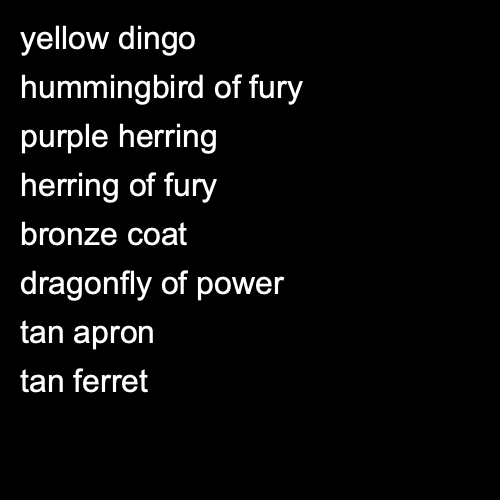 yellow dingo
hummingbird of fury
purple herring
herring of fury
bronze coat
dragonfly of power
tan apron
tan ferret